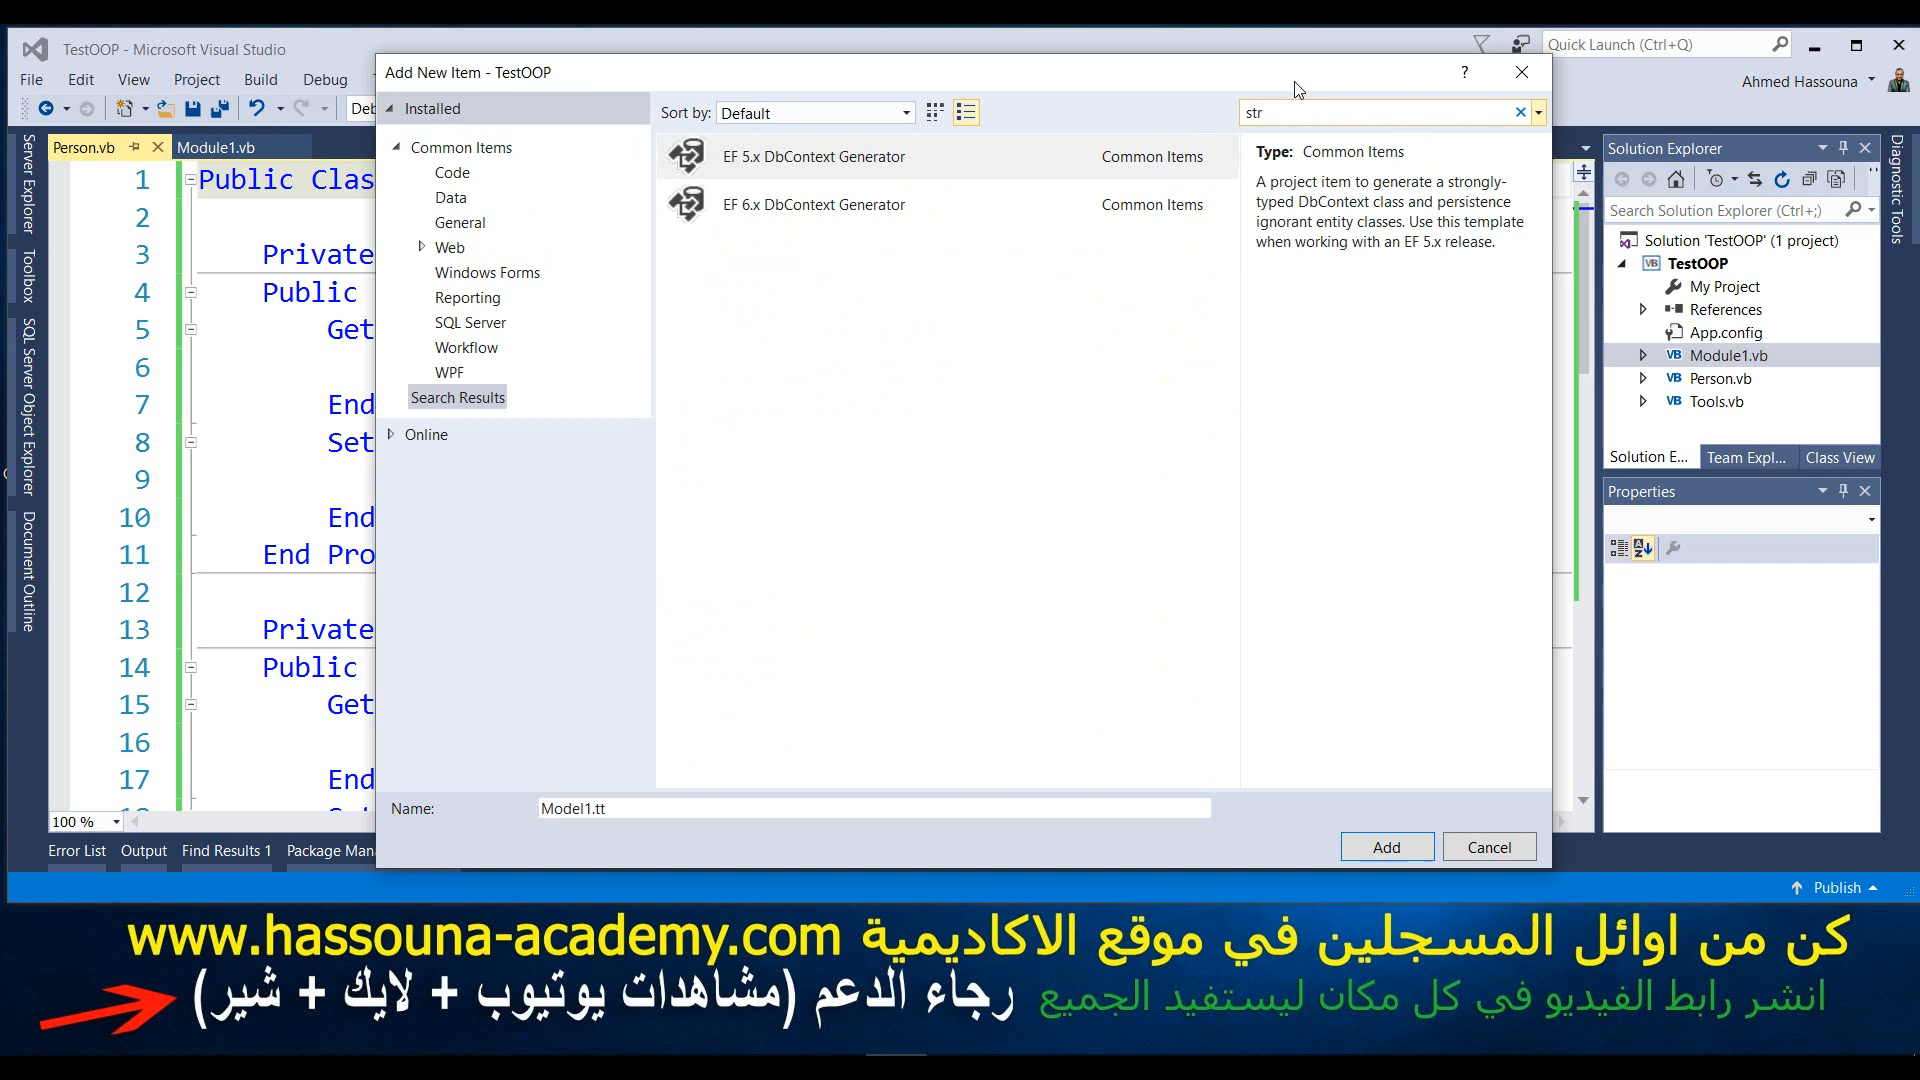 TestOOP - Microsoft Visual Studio
Quick Launch (Ctrl+Q)
File Edit View Project Build Debug
Ahmed Hassouna
Deb
Add New Item - TestOOP
?
Installed
Sort by: Default
str
Common Items
Code
Data
General
Web
Windows Forms
Reporting
SQL Server
Workflow
WPF
Search Results
Online
EF 5.x DbContext Generator Common Items
EF 6.x DbContext Generator Common Items
Type: Common Items
A project item to generate a strongly-
typed DbContext class and persistence
ignorant entity classes. Use this template
when working with an EF 5.x release.
Name: Model1.tt
Add Cancel
Server Explorer
Toolbox
SQL Server Object Explorer
Document Outline
Person.vb Module1.vb
1 Public Clas
2
3 Private
4 Public
5 Get
6
7 End
8 Set
9
10 End
11 End Pro
12
13 Private
14 Public
15 Get
16
17 End
100 %
Error List Output Find Results 1 Package Man
Solution Explorer
Search Solution Explorer (Ctrl+;)
Solution 'TestOOP' (1 project)
VB TestOOP
My Project
References
App.config
VB Module1.vb
VB Person.vb
VB Tools.vb
Solution E... Team Expl... Class View
Properties
Diagnostic Tools
Publish
كن من اوائل المسجلين في موقع الاكاديمية www.hassouna-academy.com
انشر رابط الفيديو في كل مكان ليستفيد الجميع رجاء الدعم (مشاهدات يوتيوب + لايك + شير)